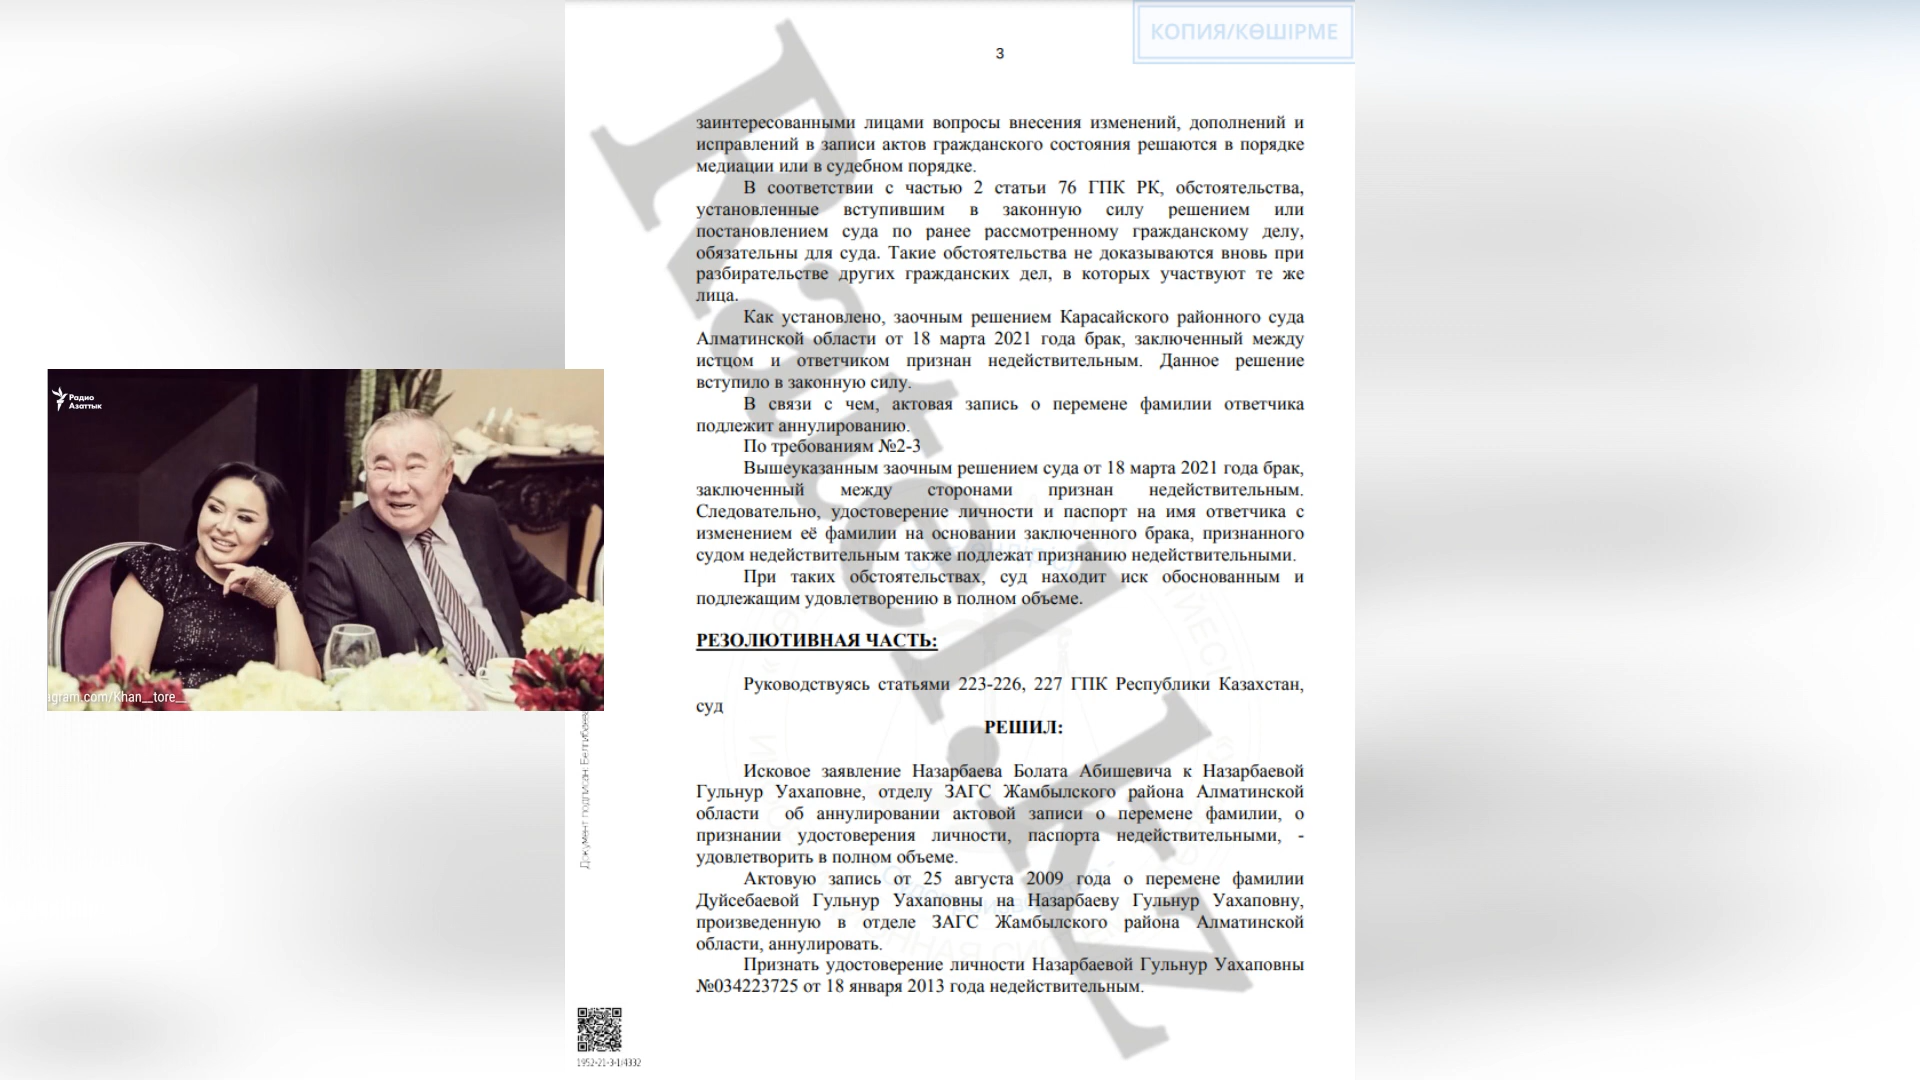 КОПИЯ/КӨШІРМЕ
3
заинтересованными лицами вопросы внесения изменений, дополнений и
исправлений в записи актов гражданского состояния решаются в порядке
медиации или в судебном порядке.
В соответствии с частью 2 статьи 76 ГПК РК, обстоятельства,
установленные вступившим в законную силу решением или
постановлением суда по ранее рассмотренному гражданскому делу,
обязательны для суда. Такие обстоятельства не доказываются вновь при
разбирательстве других гражданских дел, в которых участвуют те же
лица.
Как установлено, заочным решением Карасайского районного суда
Алматинской области от 18 марта 2021 года брак, заключенный между
истцом и ответчиком признан недействительным. Данное решение
вступило в законную силу.
В связи с чем, актовая запись о перемене фамилии ответчика
подлежит аннулированию.
По требованиям №2-3
Вышеуказанным заочным решением суда от 18 марта 2021 года брак,
заключенный между сторонами признан недействительным.
Следовательно, удостоверение личности и паспорт на имя ответчика с
изменением её фамилии на основании заключенного брака, признанного
судом недействительным также подлежат признанию недействительными.
При таких обстоятельствах, суд находит иск обоснованным и
подлежащим удовлетворению в полном объеме.
РЕЗОЛЮТИВНАЯ ЧАСТЬ:
Руководствуясь статьями 223-226, 227 ГПК Республики Казахстан,
суд
РЕШИЛ:
Исковое заявление Назарбаева Болата Абишевича к Назарбаевой
Гульнур Уахаповне, отделу ЗАГС Жамбылского района Алматинской
области об аннулировании актовой записи о перемене фамилии, о
признании удостоверения личности, паспорта недействительными, -
удовлетворить в полном объеме.
Актовую запись от 25 августа 2009 года о перемене фамилии
Дуйсебаевой Гульнур Уахаповны на Назарбаеву Гульнур Уахаповну,
произведенную в отделе ЗАГС Жамбылского района Алматинской
области, аннулировать.
Признать удостоверение личности Назарбаевой Гульнур Уахаповны
№034223725 от 18 января 2013 года недействительным.
Ratel.kz
Радио
Азаттык
agram.com/Khan__tore__
Документ подписан:
1952-21-3-1/4332